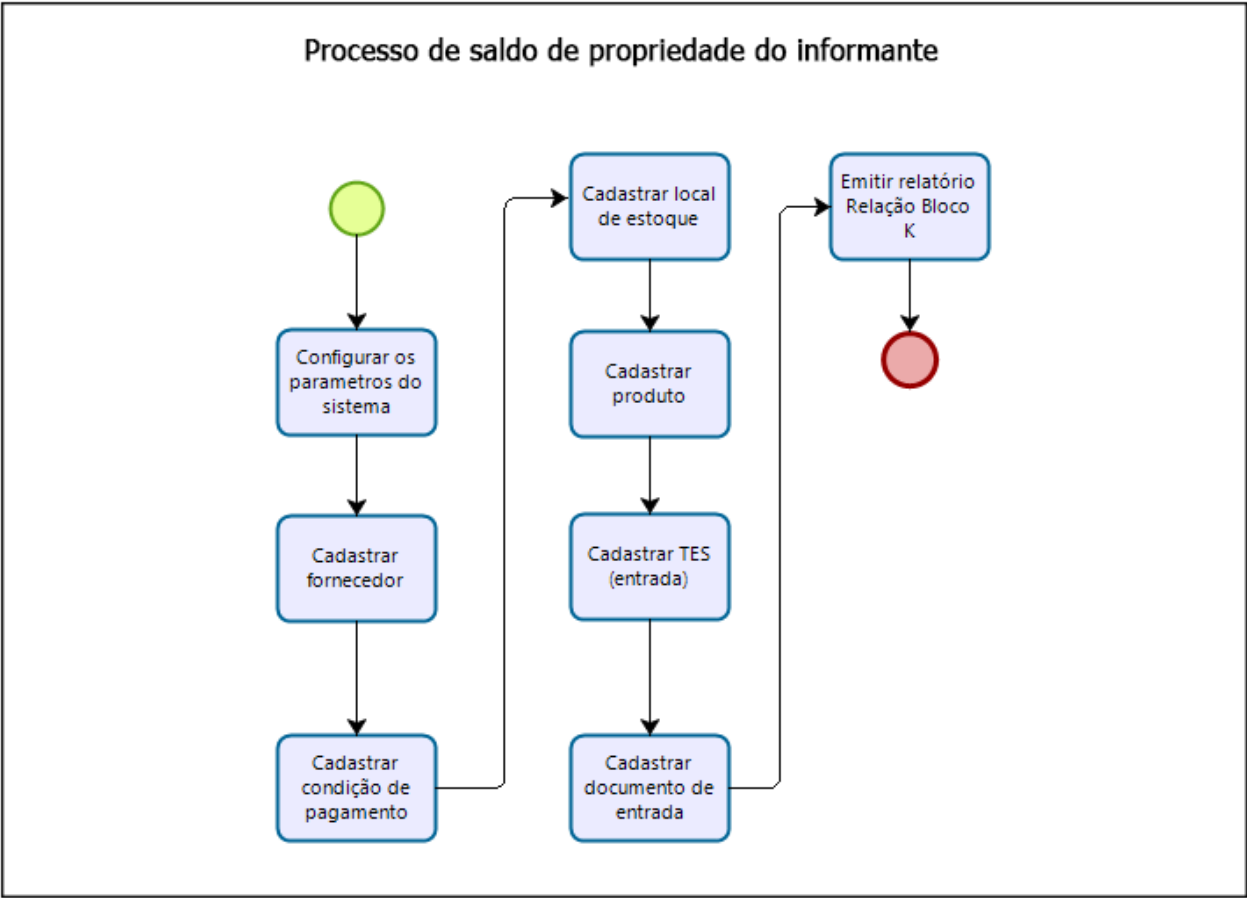 Processo de saldo de propriedade do informante
Configurar os
parametros do
sistema
Cadastrar
fornecedor
Cadastrar
condição de
pagamento
Cadastrar local
de estoque
Cadastrar
produto
Cadastrar TES
(entrada)
Cadastrar
documento de
entrada
Emitir relatório
Relação Bloco
K